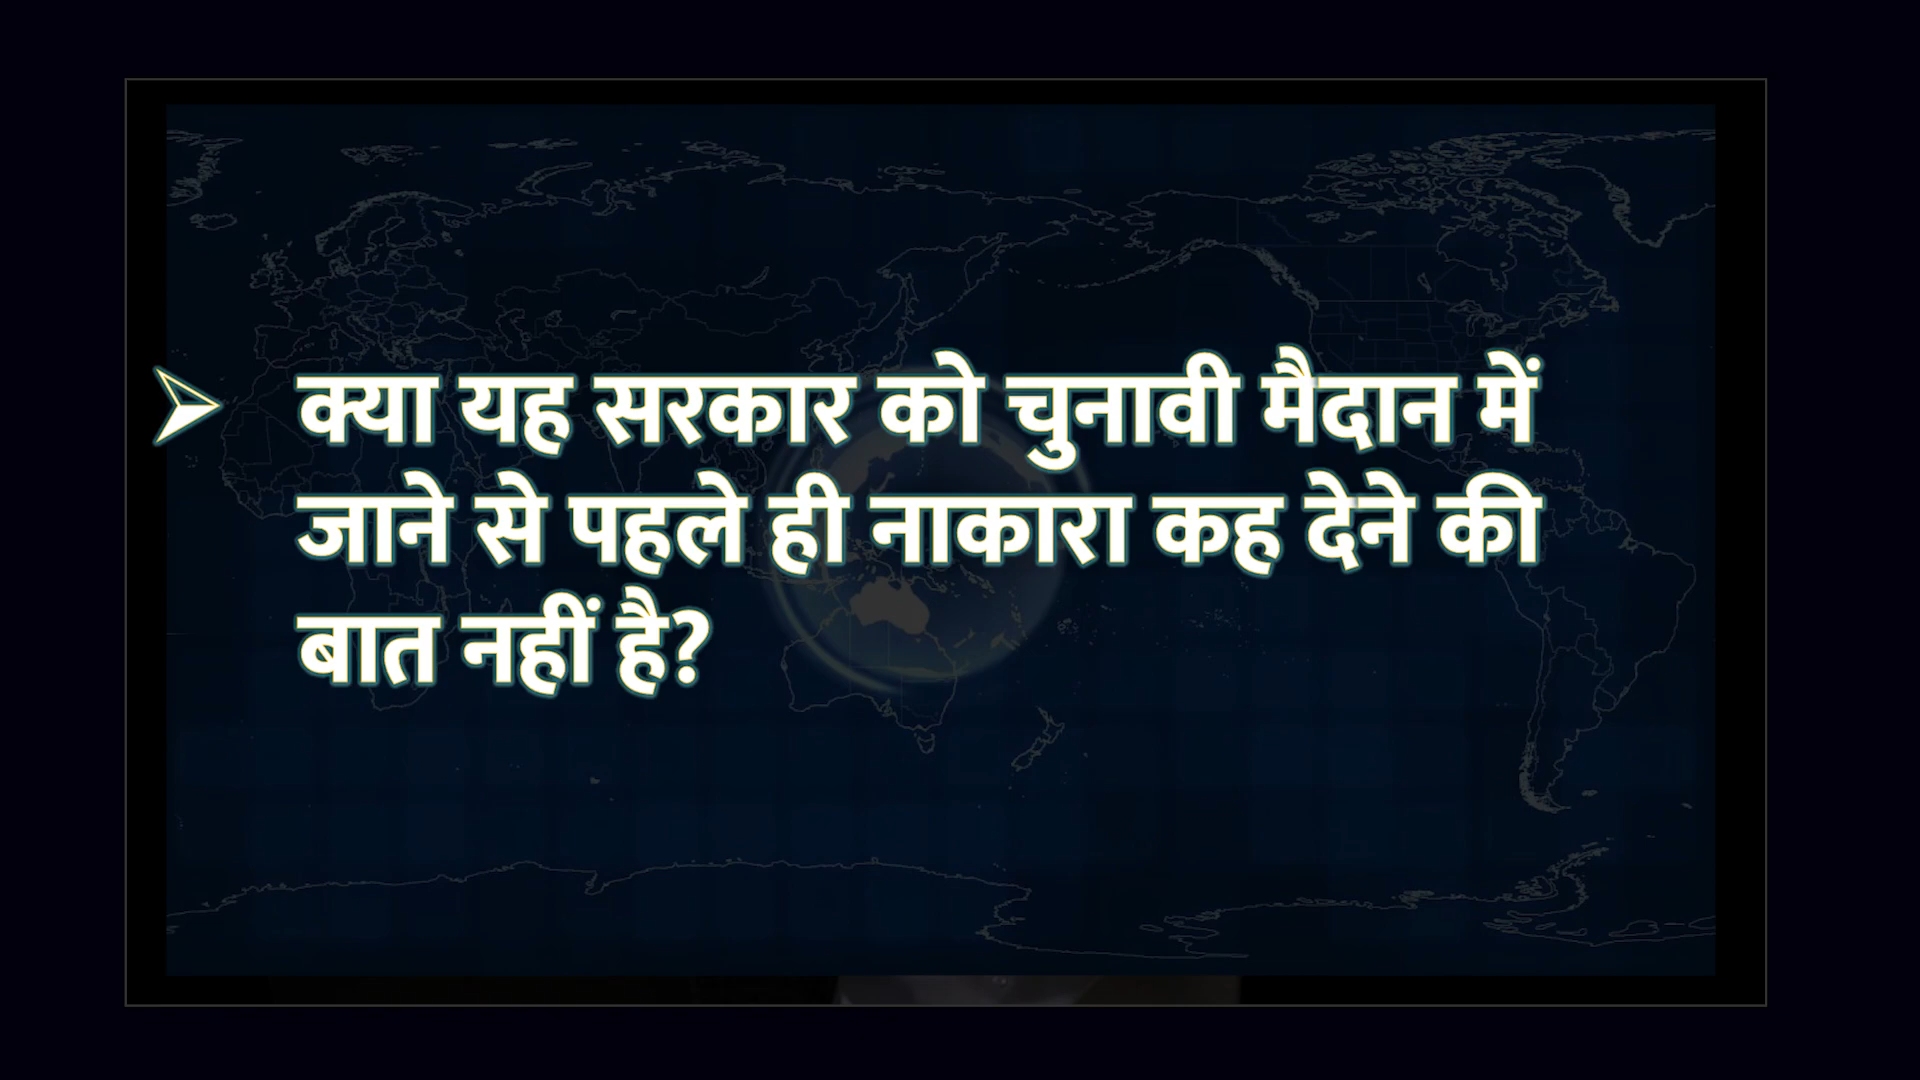 क्या यह सरकार को चुनावी मैदान में
जाने से पहले ही नाकारा कह देने की
बात नहीं है?